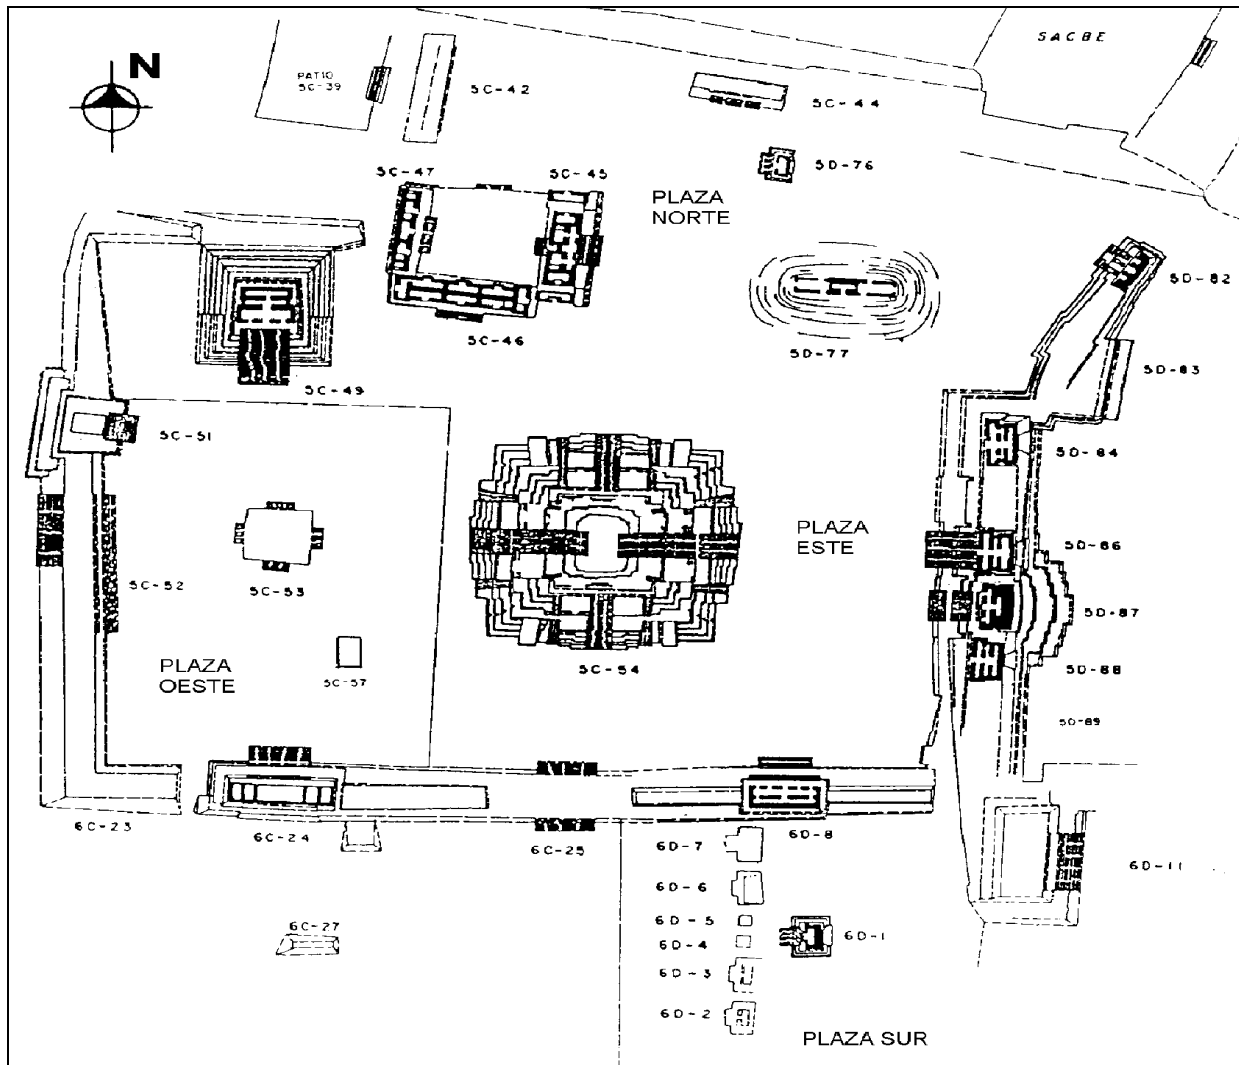 N
SACBE
PATIO
5C-39
5C-42
5C-44
5D-76
5C-47
5C-45
PLAZA
NORTE
5D-82
5C-46
5D-77
5D-83
5C-49
5C-51
5D-84
PLAZA
ESTE
5D-86
5C-52
5C-53
5D-87
PLAZA
OESTE
5C-57
5C-54
5D-88
5D-89
6C-23
6C-24
6C-25
6D-8
6D-7
6D-11
6D-6
6D-5
6C-27
6D-4
6D-1
6D-3
6D-2
PLAZA SUR